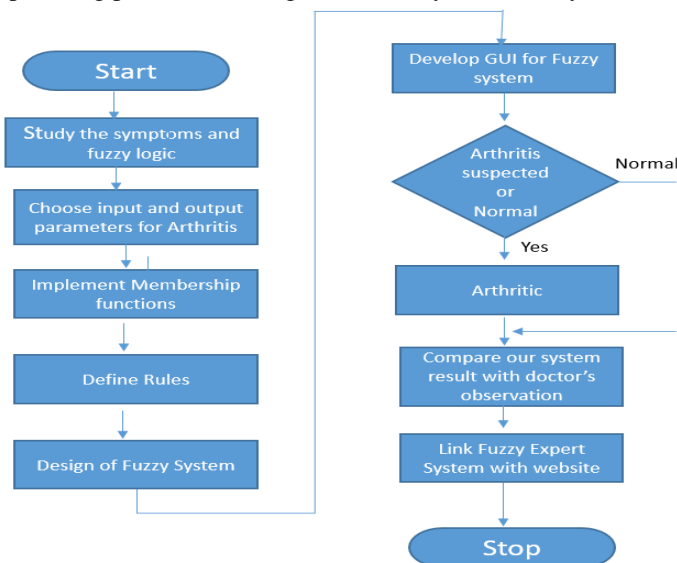 Start
Study the symptoms and
fuzzy logic
Choose input and output
parameters for Arthritis
Implement Membership
functions
Define Rules
Design of Fuzzy System
Develop GUI for Fuzzy
system
Arthritis
suspected
or
Normal
Normal
Yes
Arthritic
Compare our system
result with doctor's
observation
Link Fuzzy Expert
System with website
Stop